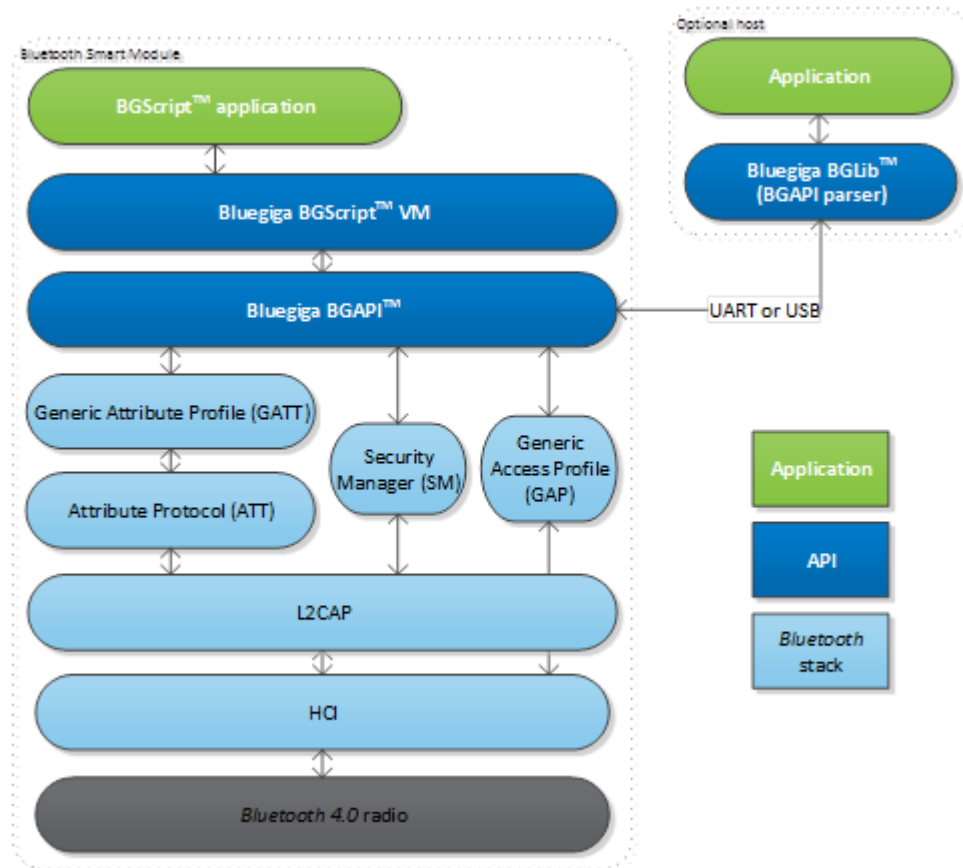 Optional host
Bluetooth Smart Module
Application
BGScript™ application
Bluegiga BGLib™
(BGAPI parser)
Bluegiga BGScript™ VM
Bluegiga BGAPI™
UART or USB
Generic Attribute Profile (GATT)
Security
Manager (SM)
Generic
Access Profile
(GAP)
Attribute Protocol (ATT)
L2CAP
HCI
Bluetooth 4.0 radio
Application
API
Bluetooth
stack